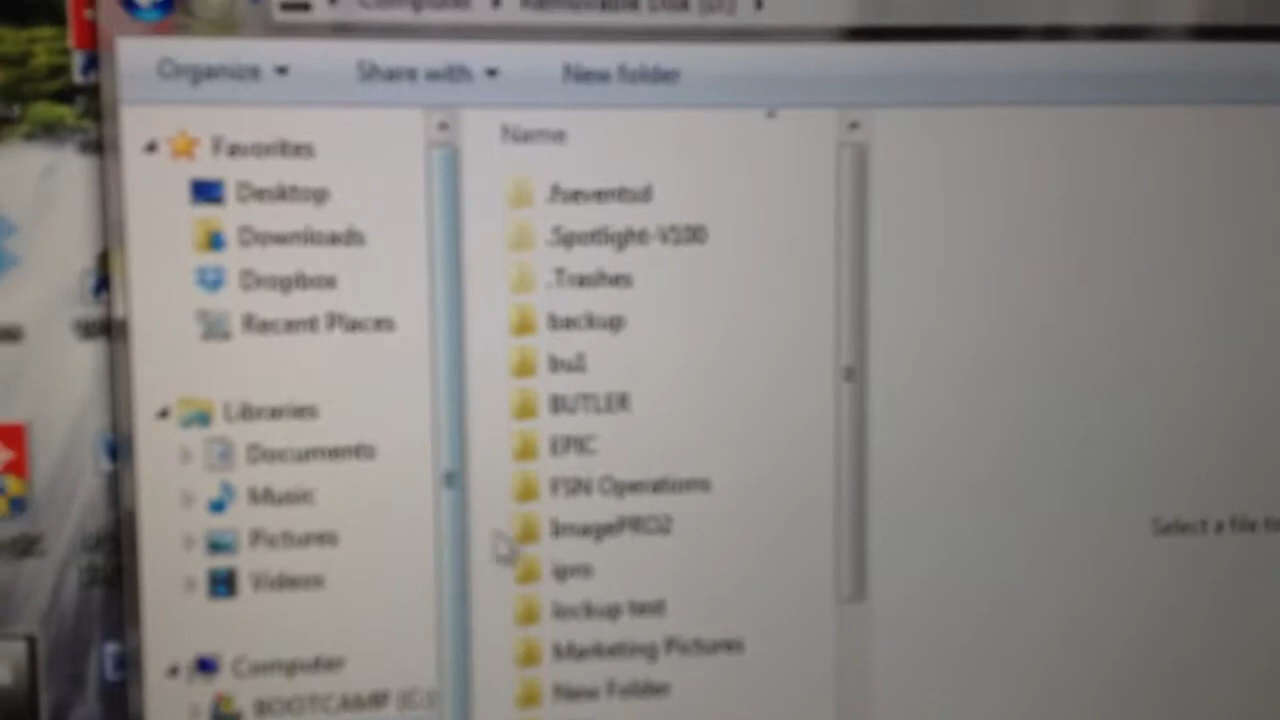 Computer Removable Disk (D:)
Organize Share with New folder
Favorites
Desktop
Downloads
Dropbox
Recent Places
Libraries
Documents
Music
Pictures
Videos
Computer
BOOTCAMP (C:)
Name
.fseventsd
.Spotlight-V100
.Trashes
backup
BUTLER
EPIC
FSN Operations
ImagePRO2
ipro
lockup test
Marketing Pictures
New Folder
Select a file to